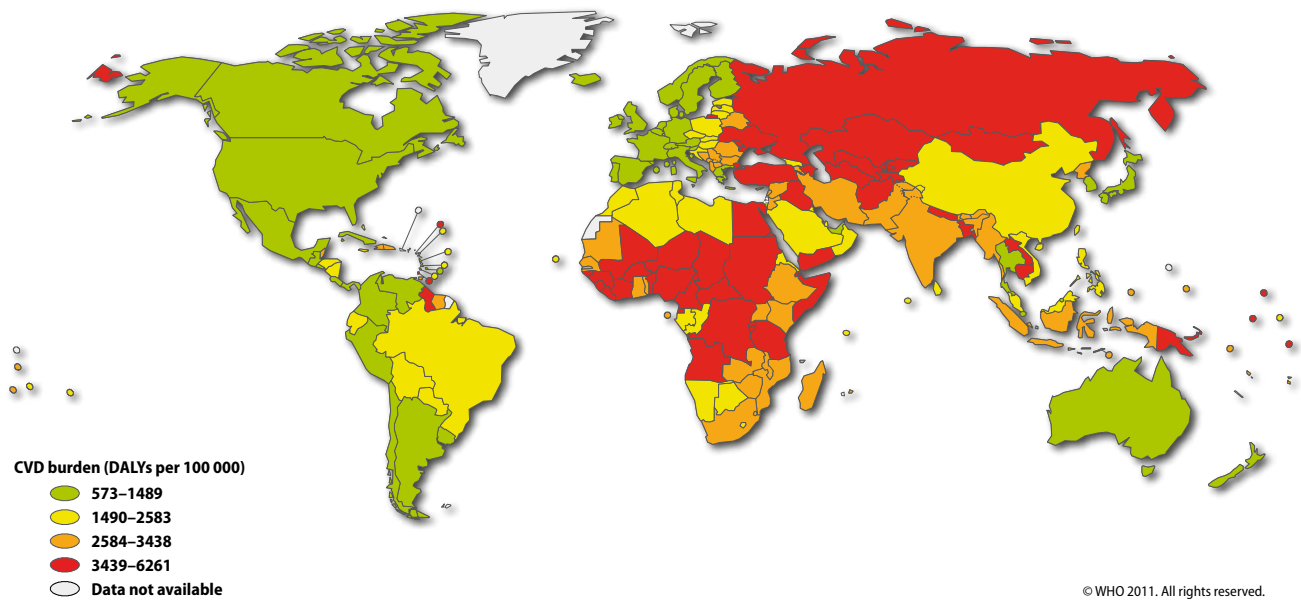 CVD burden (DALYs per 100 000)
573–1489
1490–2583
2584–3438
3439–6261
Data not available
© WHO 2011. All rights reserved.